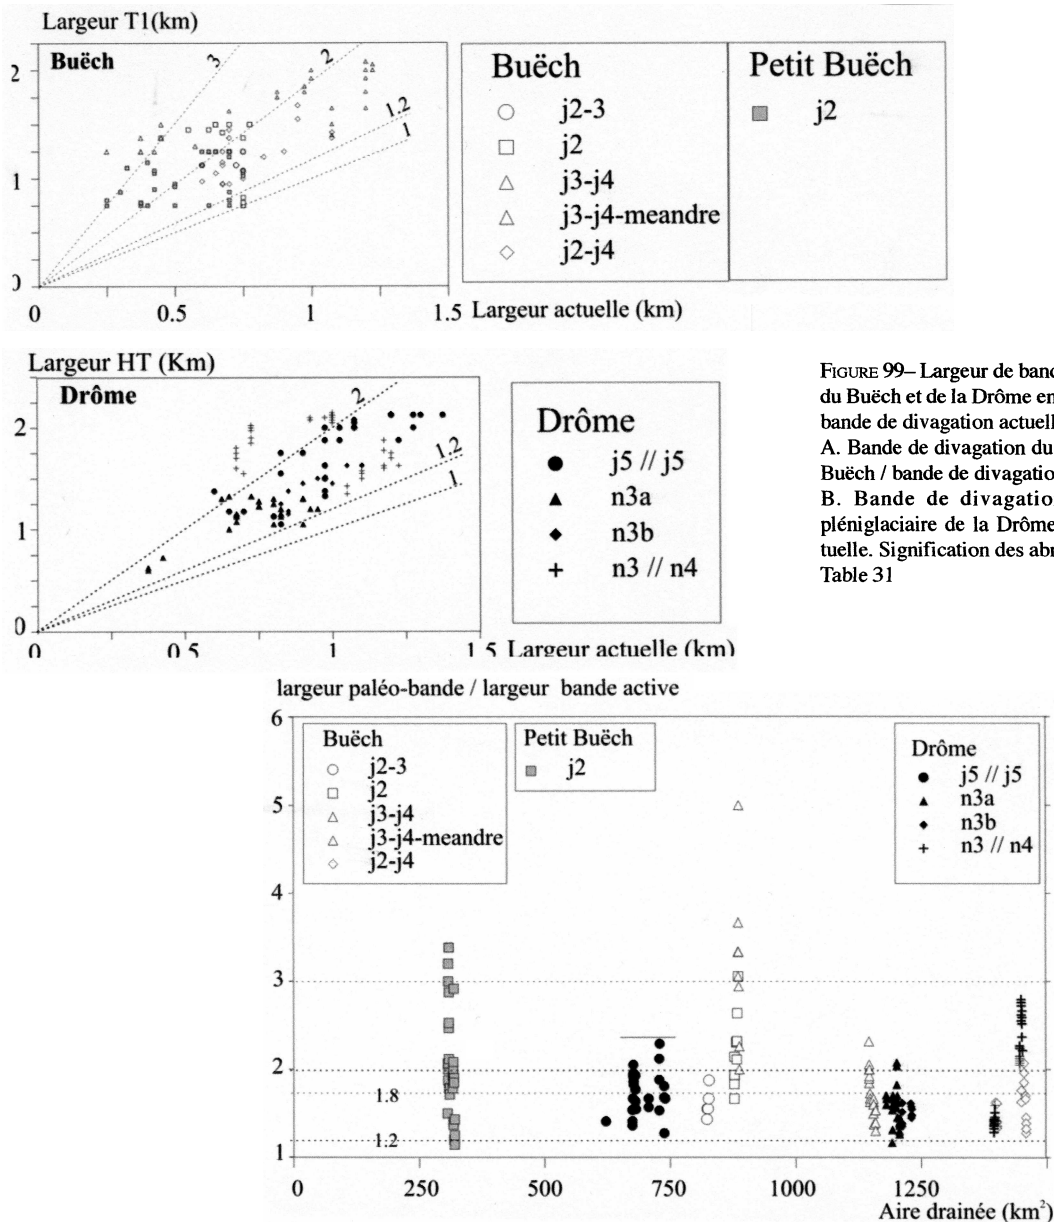 Largeur T1(km)
Buëch
3
2
1.2
1
2
1
0
0
0.5
1
1.5
Largeur actuelle (km)
Buëch
j2-3
j2
j3-j4
j3-j4-meandre
j2-j4
Petit Buëch
j2
Largeur HT (Km)
Drôme
2
1.2
1
2
1
0
0
0.5
1
1.5
Largeur actuelle (km)
Drôme
j5 // j5
n3a
n3b
n3 // n4
FIGURE 99– Largeur de band
du Buëch et de la Drôme en
bande de divagation actuell
A. Bande de divagation du
Buëch / bande de divagatio
B. Bande de divagatio
pléniglaciaire de la Drôme
tuelle. Signification des abr
Table 31
largeur paléo-bande / largeur bande active
6
5
4
3
2
1
1.8
1.2
Buëch
j2-3
j2
j3-j4
j3-j4-meandre
j2-j4
Petit Buëch
j2
Drôme
j5 // j5
n3a
n3b
n3 // n4
0
250
500
750
1000
1250
Aire drainée (km²)